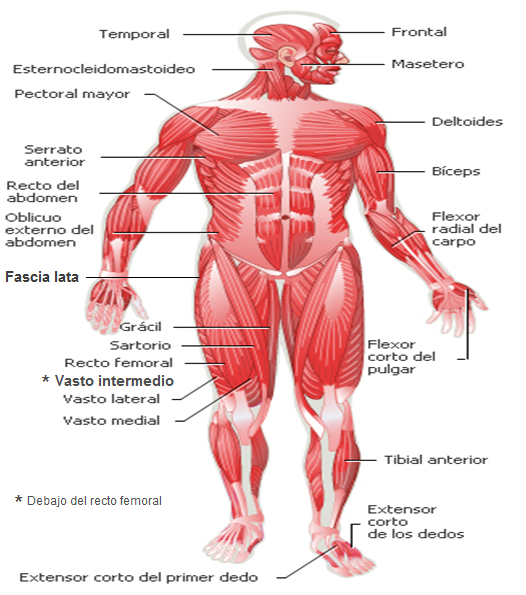 Temporal
Frontal
Esternocleidomastoideo
Masetero
Pectoral mayor
Deltoides
Serrato
anterior
Bíceps
Recto del
abdomen
Oblicuo
externo del
abdomen
Flexor
radial del
carpo
Fascia lata
Grácil
Sartorio
Recto femoral
* Vasto intermedio
Vasto lateral
Vasto medial
Flexor
corto del
pulgar
Tibial anterior
* Debajo del recto femoral
Extensor
corto
de los dedos
Extensor corto del primer dedo